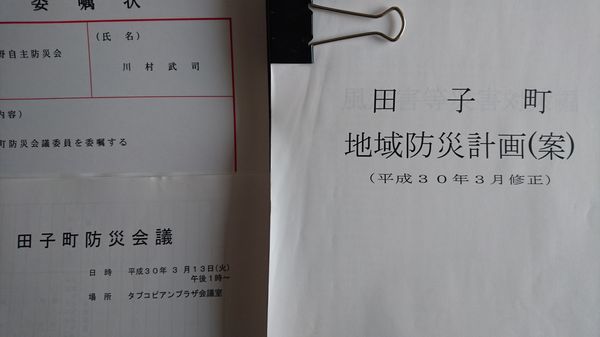 委嘱状
(氏 名)
自主防災会
川 村 武 司
内容)
町防災会議委員を委嘱する
田子町防災会議
日 時 平成30年 3 月13日(火)
午後1時~
場 所 タプコピアンプラザ会議室
田 子 町
地域防災計画(案)
(平成30年3月修正)